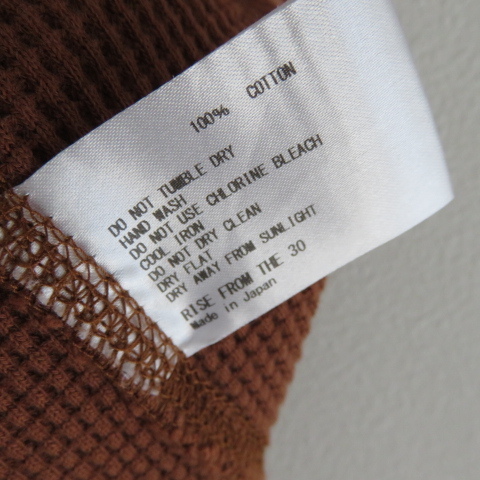 100% COTTON
DO NOT TUMBLE DRY
HAND WASH
DO NOT USE CHLORINE BLEACH
COOL IRON
DO NOT DRY CLEAN
DRY FLAT
DRY AWAY FROM SUNLIGHT
RISE FROM THE 30
Made in Japan